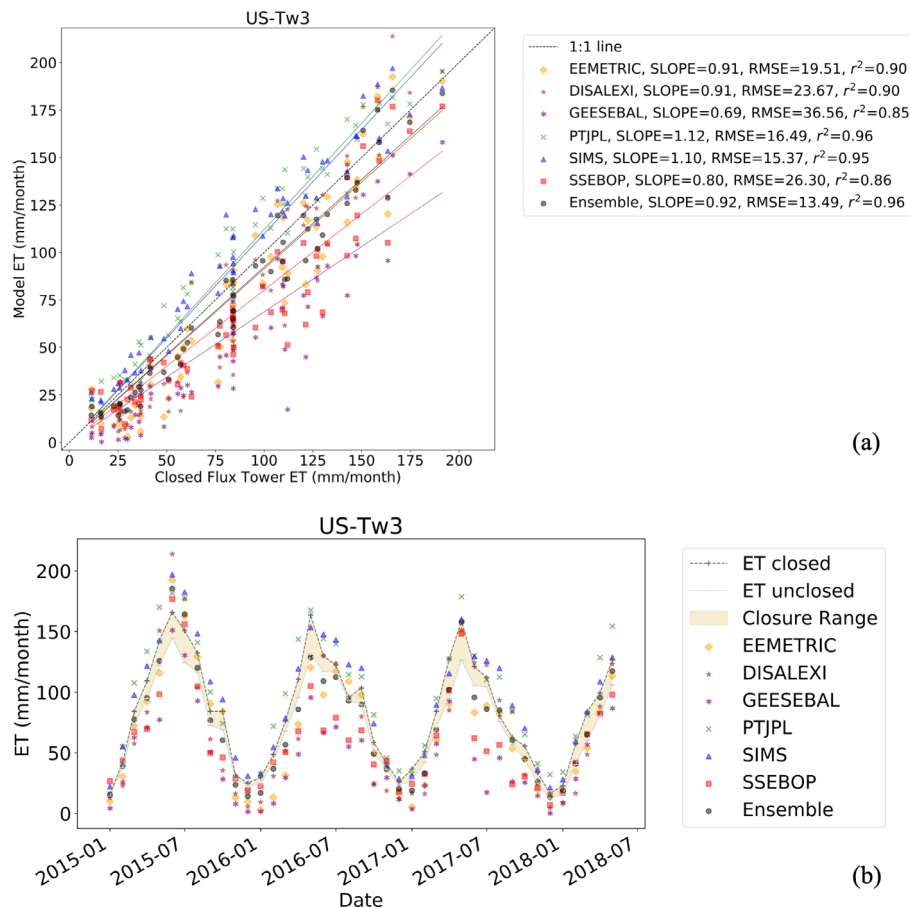 US-Tw3
200
175
150
125
100
75
50
25
0
Model ET (mm/month)
0 25 50 75 100 125 150 175 200
Closed Flux Tower ET (mm/month)
1:1 line
EEMETRIC, SLOPE=0.91, RMSE=19.51, r²=0.90
DISALEXI, SLOPE=0.91, RMSE=23.67, r²=0.90
GEESEBAL, SLOPE=0.69, RMSE=36.56, r²=0.85
PTJPL, SLOPE=1.12, RMSE=16.49, r²=0.96
SIMS, SLOPE=1.10, RMSE=15.37, r²=0.95
SSEBOP, SLOPE=0.80, RMSE=26.30, r²=0.86
Ensemble, SLOPE=0.92, RMSE=13.49, r²=0.96
(a)
US-Tw3
200
150
100
50
0
ET (mm/month)
2015-01 2015-07 2016-01 2016-07 2017-01 2017-07 2018-01 2018-07
Date
ET closed
ET unclosed
Closure Range
EEMETRIC
DISALEXI
GEESEBAL
PTJPL
SIMS
SSEBOP
Ensemble
(b)